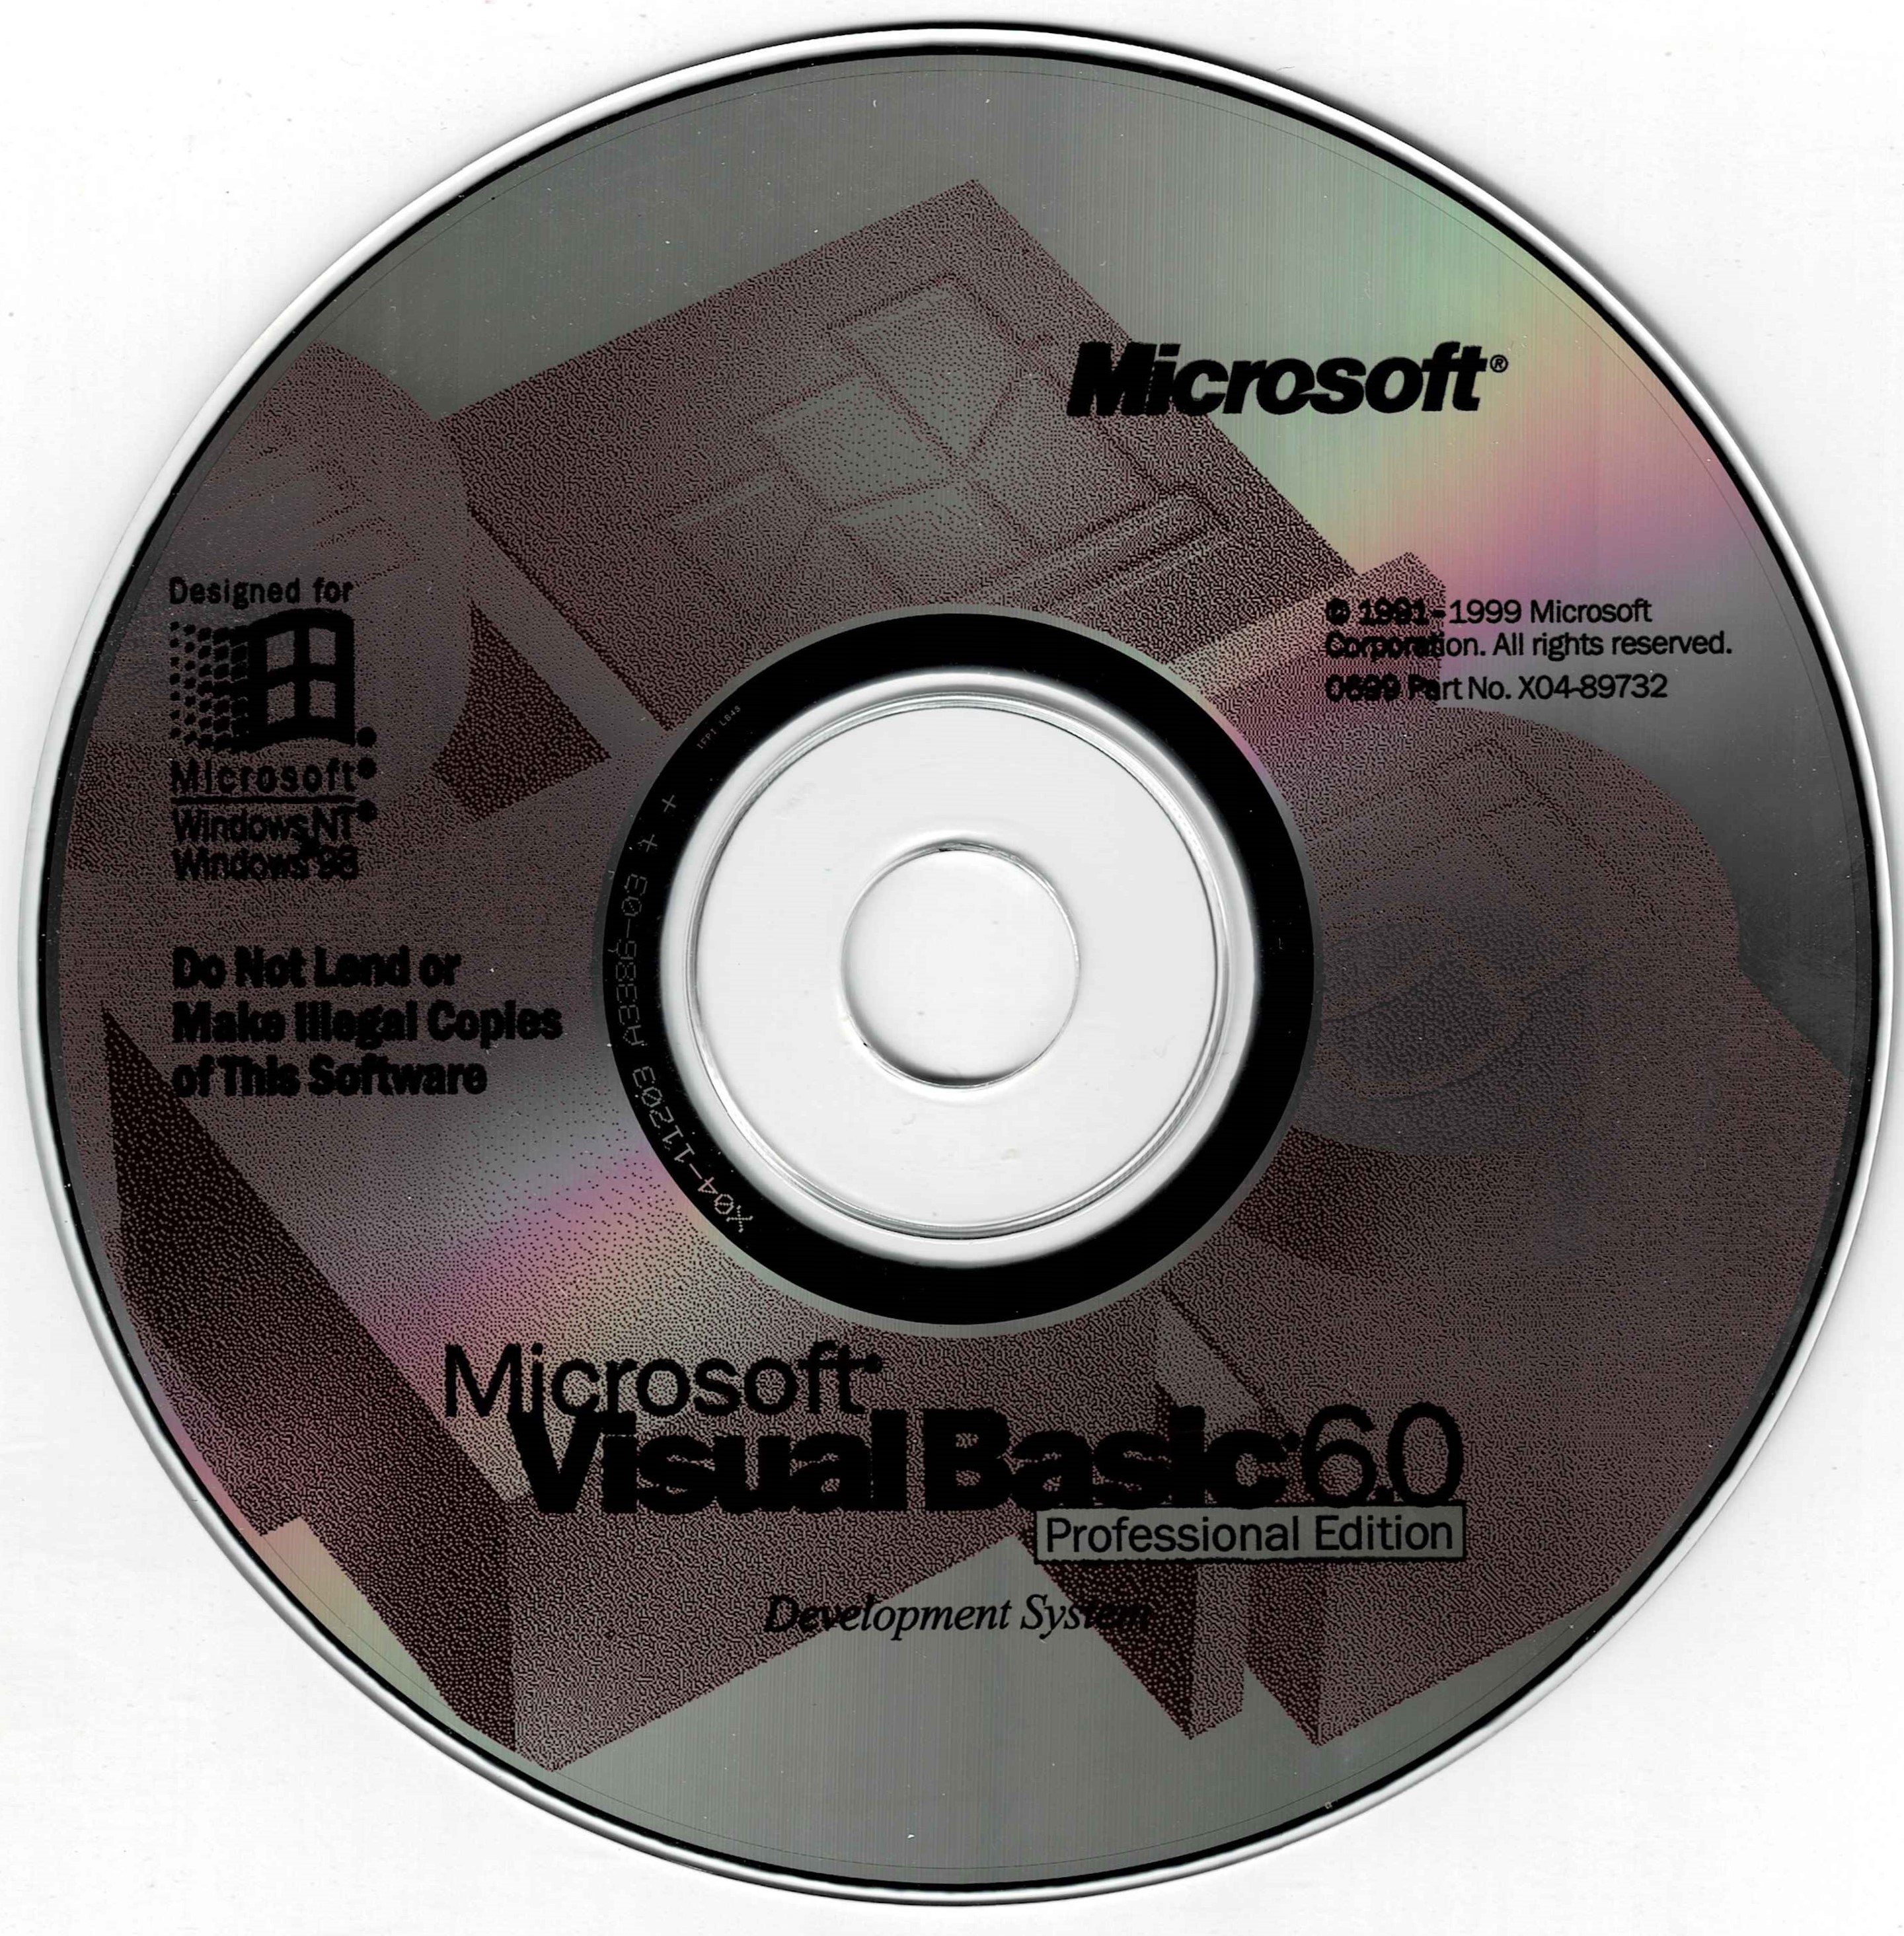 Microsoft®
© 1991-1999 Microsoft
Corporation. All rights reserved.
0699 Part No. X04-89732
Designed for
Microsoft®
Windows NT®
Windows®98
Do Not Lend or
Make Illegal Copies
of This Software
X04-11203 A3386-03 + +
Microsoft®
Visual Basic 6.0
Professional Edition
Development System